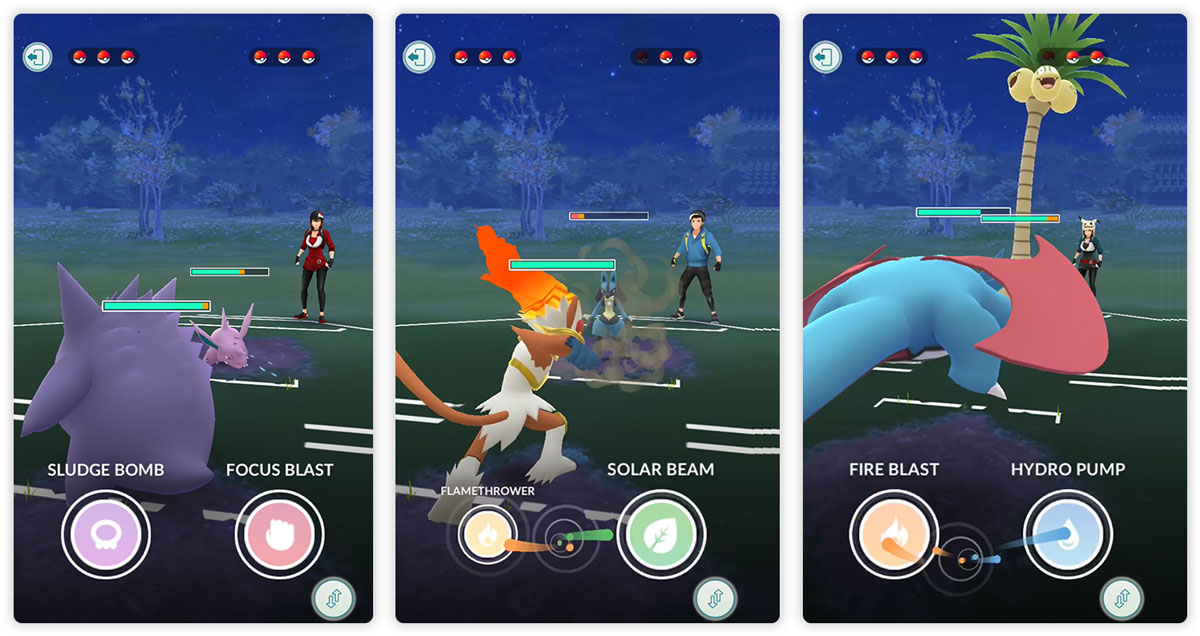 SLUDGE BOMB
FOCUS BLAST
FLAMETHROWER
SOLAR BEAM
FIRE BLAST
HYDRO PUMP